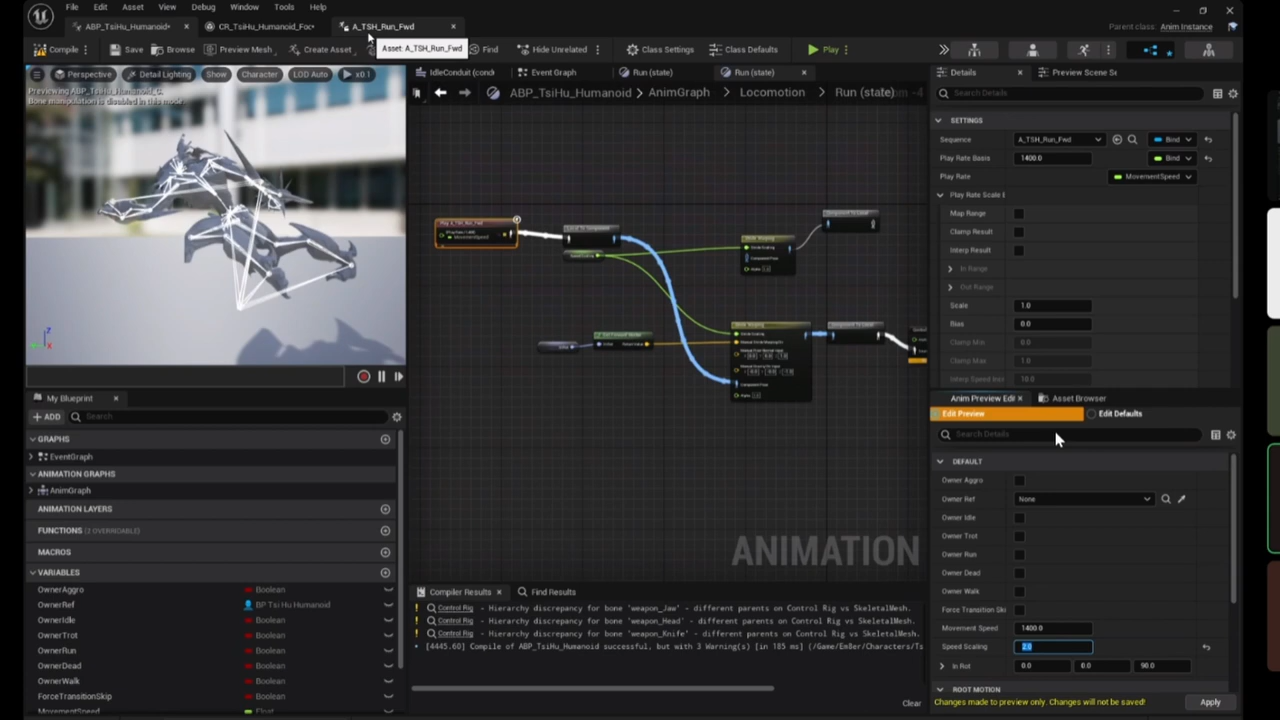 File Edit Asset View Debug Window Tools Help
ABP_TsiHu_Humanoid* CR_TsiHu_Humanoid_Foc* A_TSH_Run_Fwd
Parent class: Anim Instance
Compile Save Browse Preview Mesh Create Asset Find Hide Unrelated Class Settings Class Defaults Play
Asset: A_TSH_Run_Fwd
Perspective Detail Lighting Show Character LOD Auto x0.1
Previewing ABP_TsiHu_Humanoid_C.
Bone manipulation is disabled in this mode.
IdleConduit (cond Event Graph Run (state) Run (state)
ABP_TsiHu_Humanoid > AnimGraph > Locomotion > Run (state)
ANIMATION
My Blueprint
+ ADD Search
GRAPHS
EventGraph
ANIMATION GRAPHS
AnimGraph
ANIMATION LAYERS
FUNCTIONS (2 OVERRIDABLE)
MACROS
VARIABLES
OwnerAggro Boolean
OwnerRef BP Tsi Hu Humanoid
OwnerIdle Boolean
OwnerTrot Boolean
OwnerRun Boolean
OwnerDead Boolean
OwnerWalk Boolean
ForceTransitionSkip Boolean
MovementSpeed Float
Compiler Results Find Results
Control Rig - Hierarchy discrepancy for bone 'weapon_Jaw' - different parents on Control Rig vs SkeletalMesh.
Control Rig - Hierarchy discrepancy for bone 'weapon_Head' - different parents on Control Rig vs SkeletalMesh.
Control Rig - Hierarchy discrepancy for bone 'weapon_Knife' - different parents on Control Rig vs SkeletalMesh.
[4445.60] Compile of ABP_TsiHu_Humanoid successful, but with 3 Warning(s) [in 185 ms] (/Game/Em8er/Characters/Ts
Clear
Details Preview Scene Se
Search Details
SETTINGS
Sequence A_TSH_Run_Fwd Bind
Play Rate Basis 1400.0 Bind
Play Rate MovementSpeed
Play Rate Scale
Map Range
Clamp Result
Interp Result
In Range
Out Range
Scale 1.0
Bias 0.0
Clamp Min 0.0
Clamp Max 1.0
Interp Speed Inc 10.0
Anim Preview Edit Asset Browser
Edit Preview Edit Defaults
Search Details
DEFAULT
Owner Aggro
Owner Ref None
Owner Idle
Owner Trot
Owner Run
Owner Dead
Owner Walk
Force Transition Ski
Movement Speed 1400.0
Speed Scaling 2.0
In Rot 0.0 0.0 90.0
ROOT MOTION
Changes made to preview only. Changes will not be saved! Apply